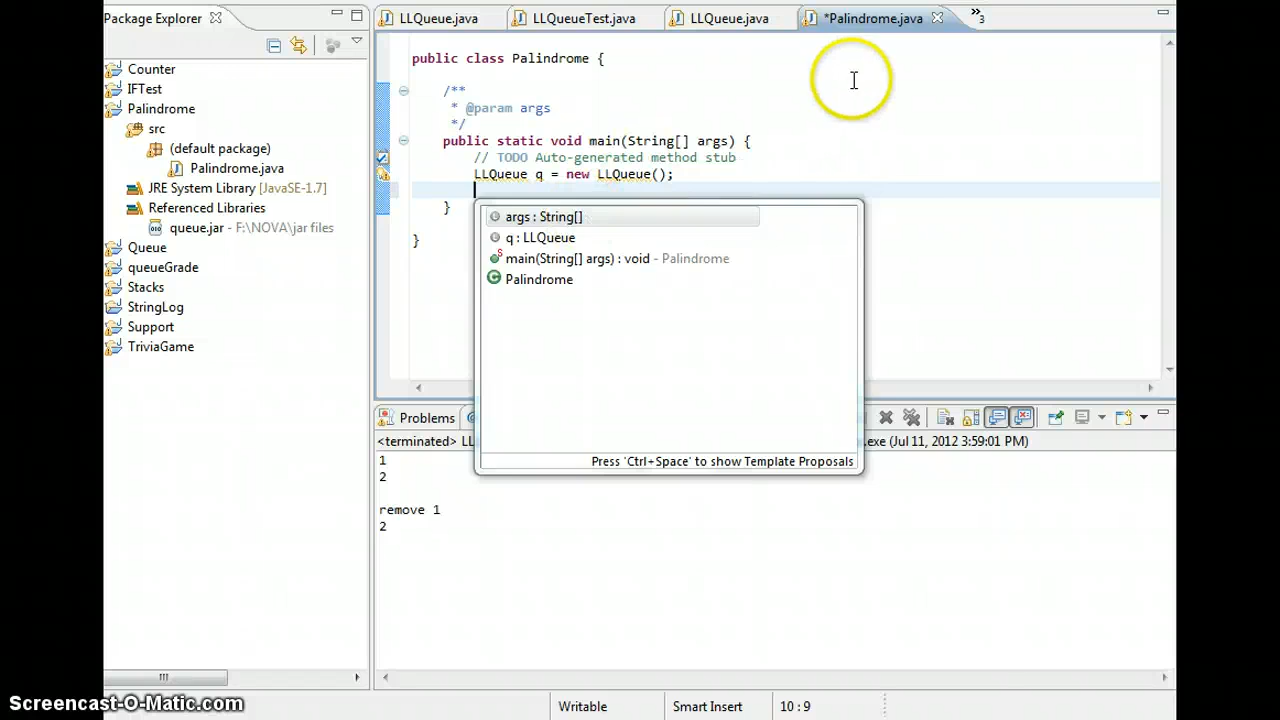 Package Explorer
LLQueue.java
LLQueueTest.java
LLQueue.java
*Palindrome.java
»3
Counter
IFTest
Palindrome
src
(default package)
Palindrome.java
JRE System Library [JavaSE-1.7]
Referenced Libraries
queue.jar - F:\NOVA\jar files
Queue
queueGrade
Stacks
StringLog
Support
TriviaGame
public class Palindrome {
/**
* @param args
*/
public static void main(String[] args) {
// TODO Auto-generated method stub
LLQueue q = new LLQueue();
}
}
args : String[]
q : LLQueue
main(String[] args) : void - Palindrome
Palindrome
Press 'Ctrl+Space' to show Template Proposals
Problems
<terminated> LL
.exe (Jul 11, 2012 3:59:01 PM)
1
2
remove 1
2
Writable
Smart Insert
10 : 9
Screencast-O-Matic.com